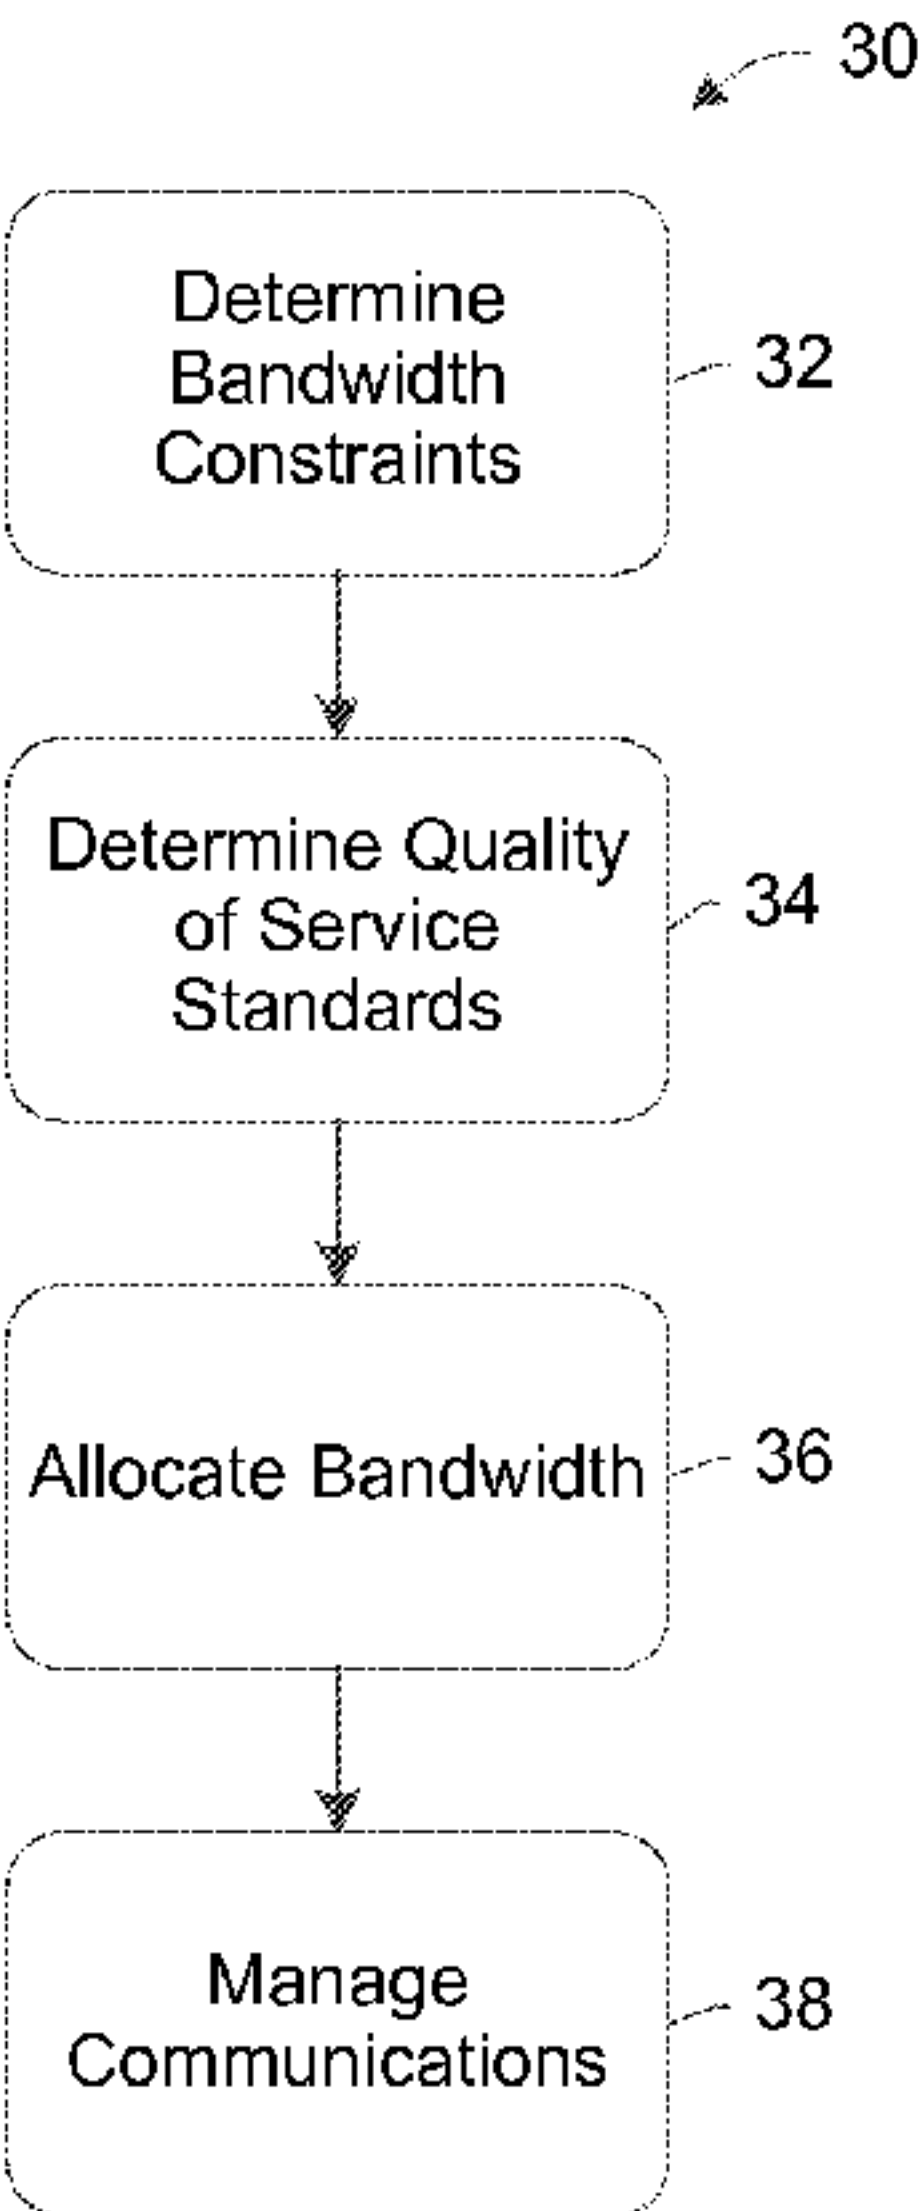 30
Determine
Bandwidth
Constraints
32
Determine Quality
of Service
Standards
34
Allocate Bandwidth
36
Manage
Communications
38